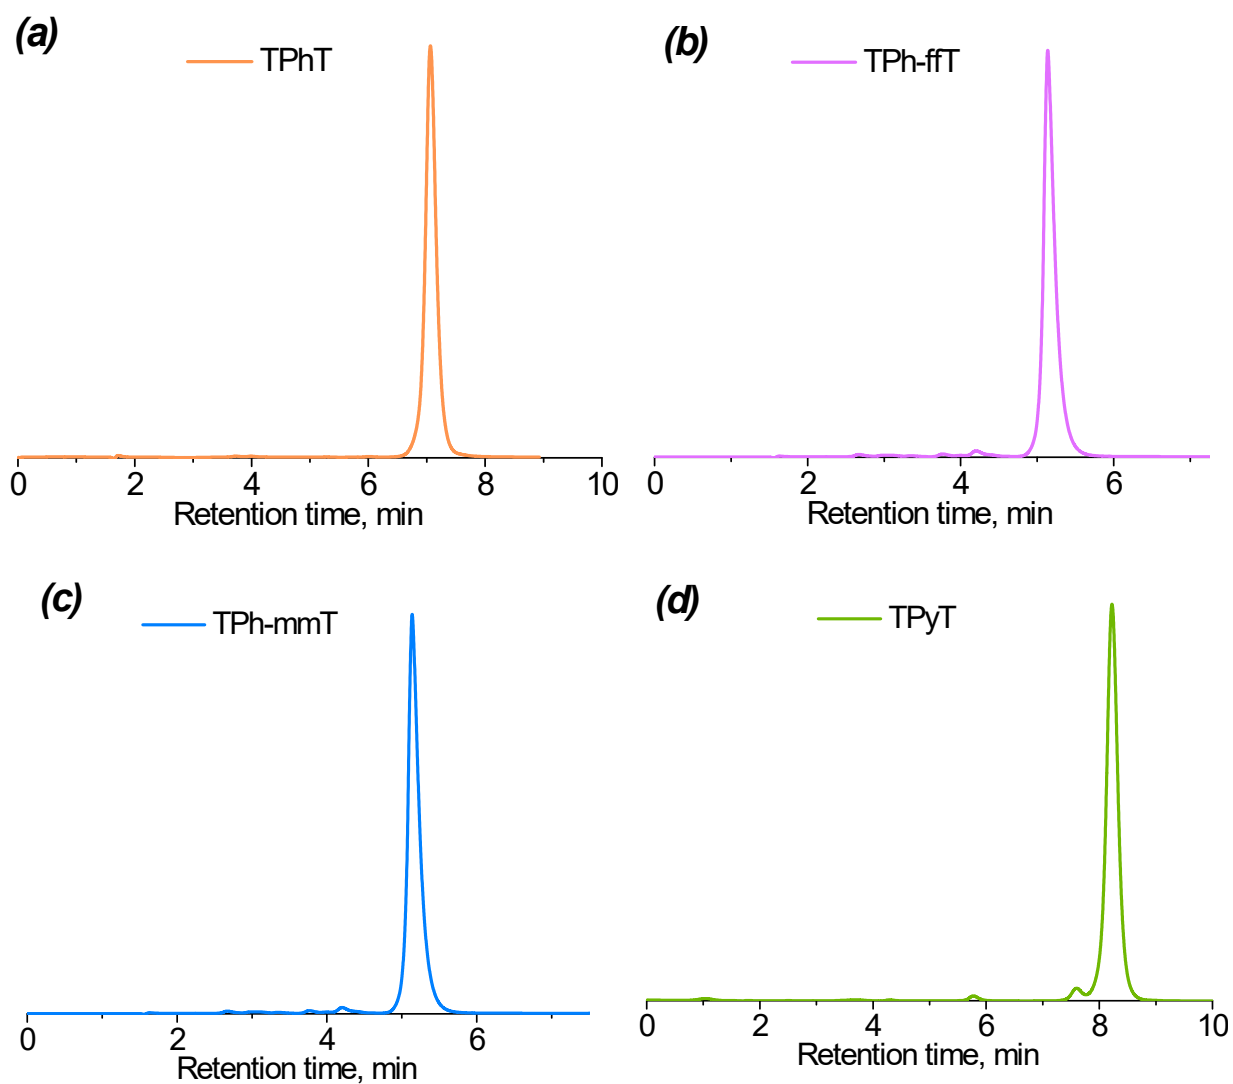 (a)
TPhT
0 2 4 6 8 10
Retention time, min
(b)
TPh-ffT
0 2 4 6
Retention time, min
(c)
TPh-mmT
0 2 4 6
Retention time, min
(d)
TPyT
0 2 4 6 8 10
Retention time, min